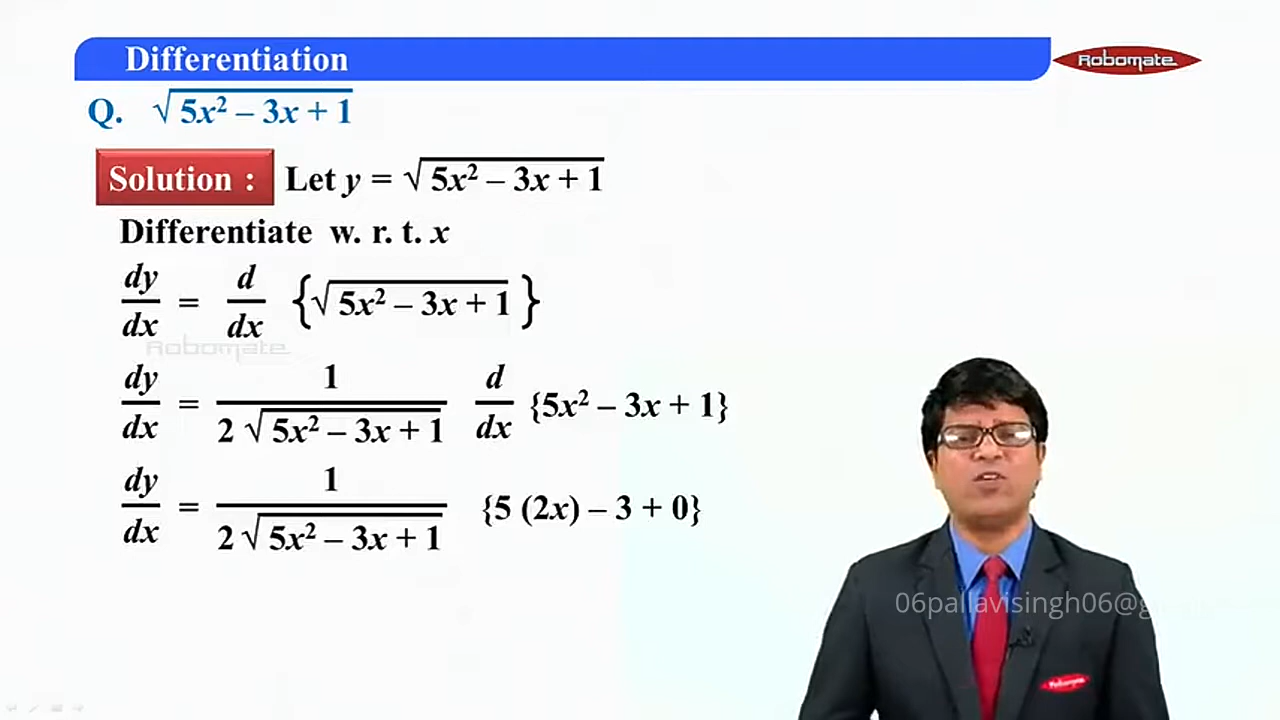 Differentiation
Robomate
Q. √(5x² – 3x + 1)
Solution : Let y = √(5x² – 3x + 1)
Differentiate w. r. t. x
dy/dx = d/dx {√(5x² – 3x + 1)}
Robomate
dy/dx = 1/(2√(5x² – 3x + 1)) d/dx {5x² – 3x + 1}
dy/dx = 1/(2√(5x² – 3x + 1)) {5 (2x) – 3 + 0}
06pallavisingh06@g
Robomate